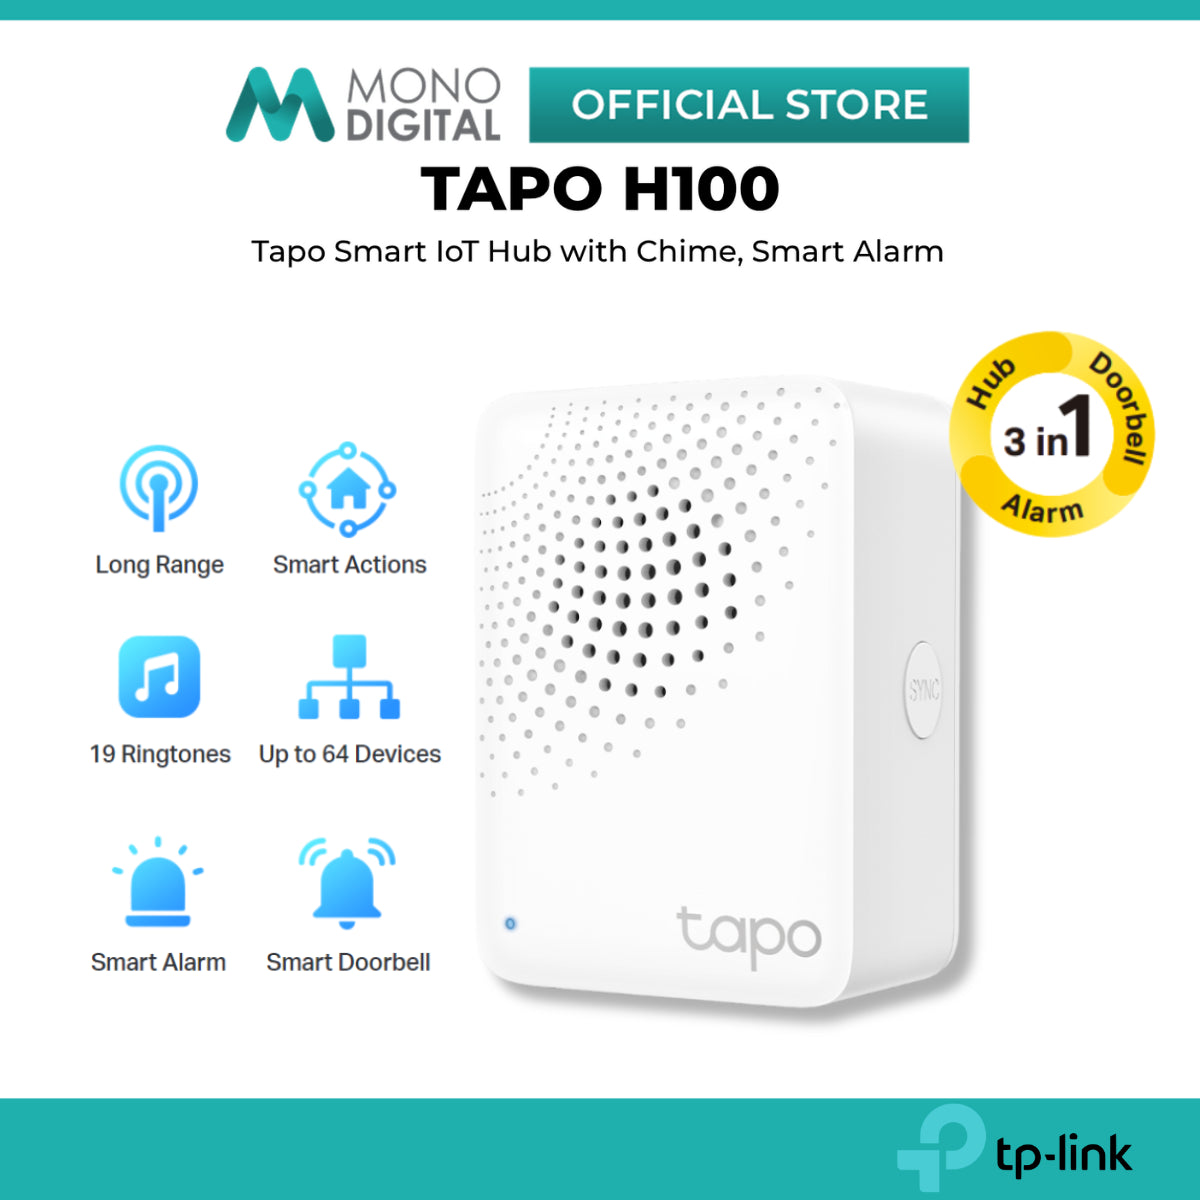 MONO
DIGITAL
OFFICIAL STORE
TAPO H100
Tapo Smart IoT Hub with Chime, Smart Alarm
Hub
Doorbell
3 in 1
Alarm
Long Range
Smart Actions
19 Ringtones
Up to 64 Devices
SYNC
Smart Alarm
Smart Doorbell
tapo
tp-link